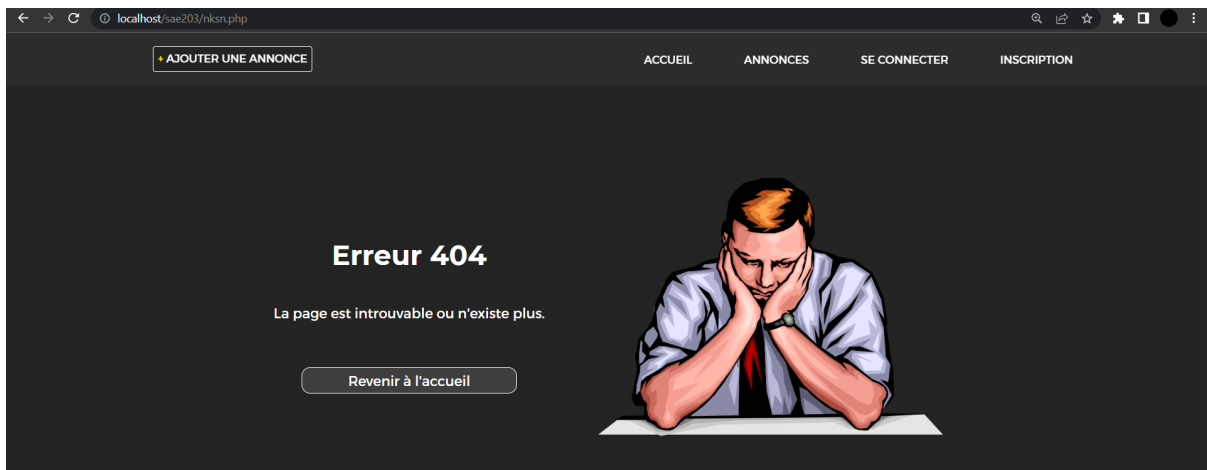 localhost/sae203/nksn.php
+ AJOUTER UNE ANNONCE ACCUEIL ANNONCES SE CONNECTER INSCRIPTION
Erreur 404
La page est introuvable ou n'existe plus.
Revenir à l'accueil